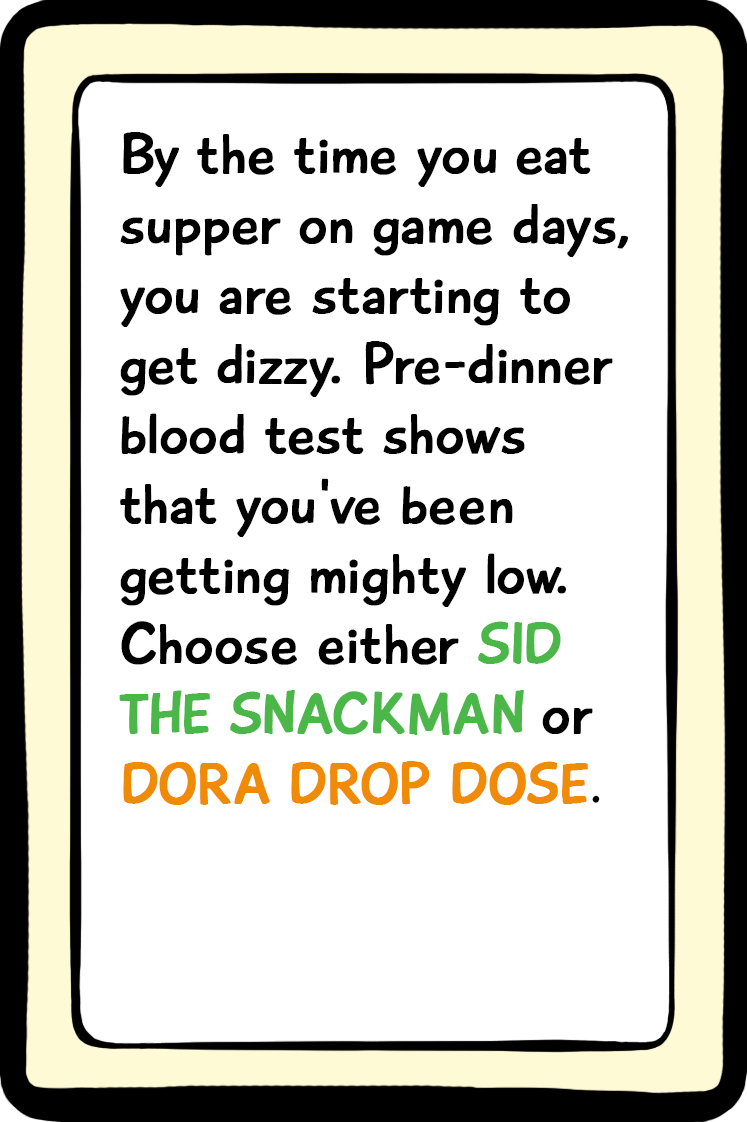 By the time you eat
supper on game days,
you are starting to
get dizzy. Pre-dinner
blood test shows
that you've been
getting mighty low.
Choose either SID
THE SNACKMAN or
DORA DROP DOSE.